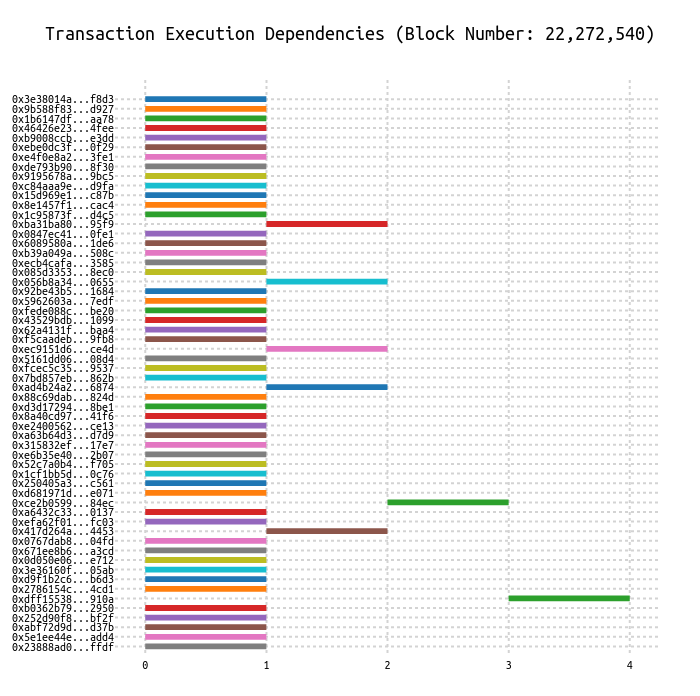 Transaction Execution Dependencies (Block Number: 22,272,540)
0x3e38014a...f8d3
0x9b588f83...d927
0x1b6147df...aa78
0x46426e23...4fee
0xb9008ccb...e3dd
0xebe0dc3f...0f29
0xe4f0e8a2...3fe1
0xde793b90...8f30
0x9195678a...9bc5
0xc84aaa9e...d9fa
0x15d969e1...c87b
0x8e1457f1...cac4
0x1c95873f...d4c5
0xba31ba80...95f9
0x0847ec41...0fe1
0x6089580a...1de6
0xb39a049a...508c
0xecb4cafa...3585
0x085d3353...8ec0
0x056b8a34...0655
0x92be43b5...1684
0x5962603a...7edf
0xfede088c...be20
0x43529bdb...1099
0x62a4131f...baa4
0xf5caadeb...9fb8
0xec9151d6...ce4d
0x5161dd06...08d4
0xfcec5c35...9537
0x7bd857eb...862b
0xad4b24a2...6874
0x88c69dab...824d
0xd3d17294...8be1
0x8a40cd97...41f6
0xe2400562...ce13
0xa63b64d3...d7d9
0x315832ef...17e7
0xe6b35e40...2b07
0x52c7a0b4...f705
0x1cf1bb5d...0c76
0x250405a3...c561
0xd681971d...e071
0xce2b0599...84ec
0xa6432c33...0137
0xefa62f01...fc03
0x417d264a...4453
0x0767dab8...04fd
0x671ee8b6...a3cd
0x0d050e06...e712
0x3e36160f...05ab
0xd9f1b2c6...b6d3
0x2786154c...4cd1
0xdff15538...910a
0xb0362b79...2950
0x252d90f8...bf2f
0xabf72d9d...d37b
0x5e1ee44e...add4
0x23888ad0...ffdf
0 1 2 3 4